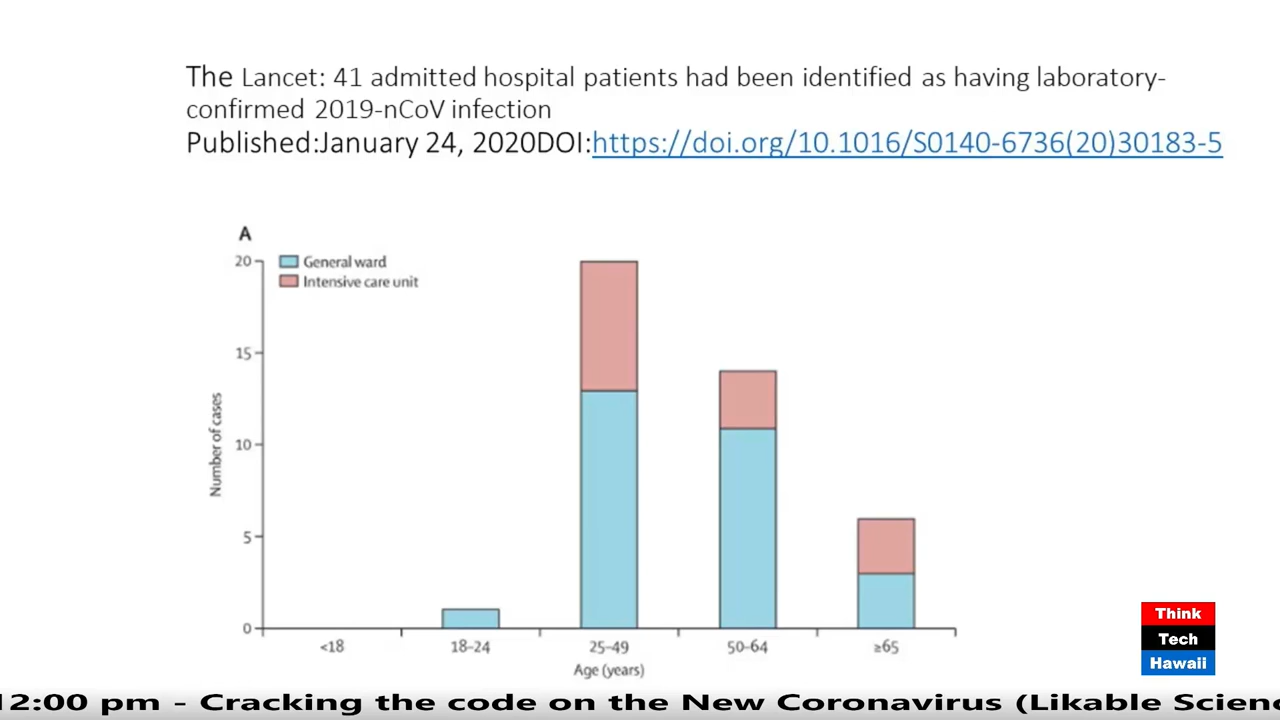 The Lancet: 41 admitted hospital patients had been identified as having laboratory-
confirmed 2019-nCoV infection
Published:January 24, 2020DOI:https://doi.org/10.1016/S0140-6736(20)30183-5
A
General ward
Intensive care unit
20
15
10
5
0
Number of cases
<18
18–24
25–49
50–64
≥65
Age (years)
Think
Tech
Hawaii
12:00 pm - Cracking the code on the New Coronavirus (Likable Scienc